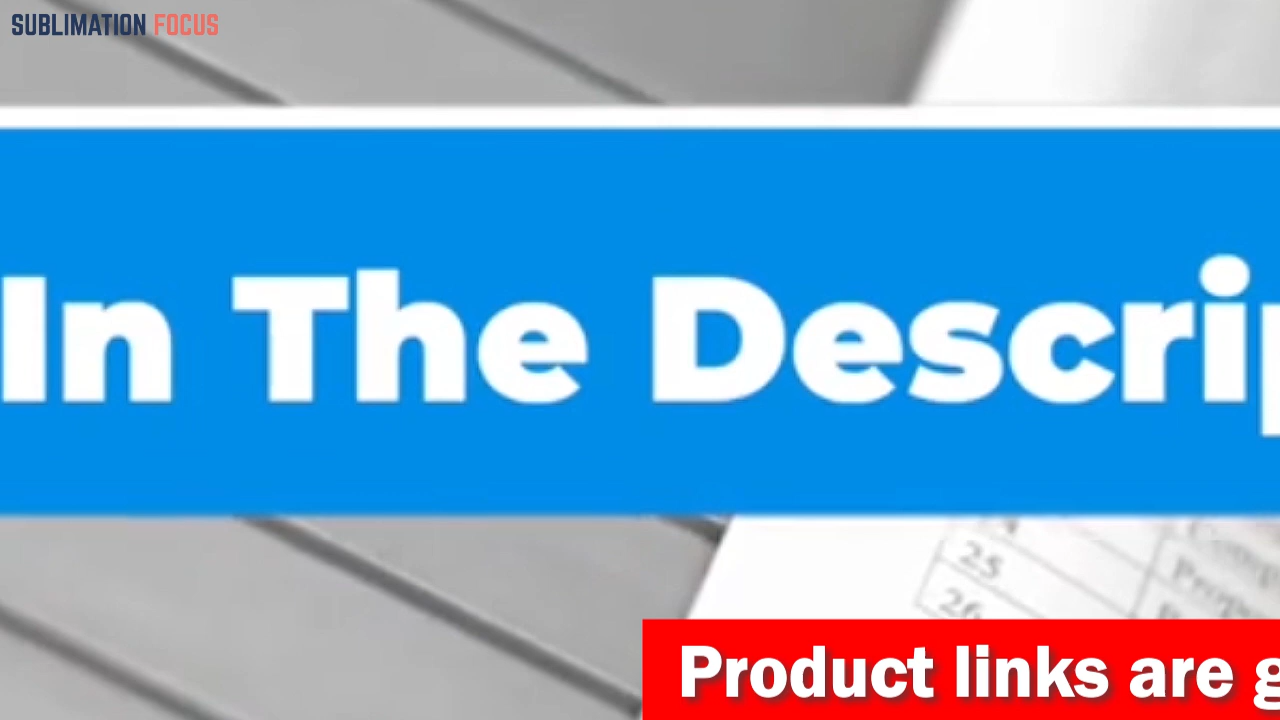 SUBLIMATION FOCUS
In The Descrip
25
26
Product links are g